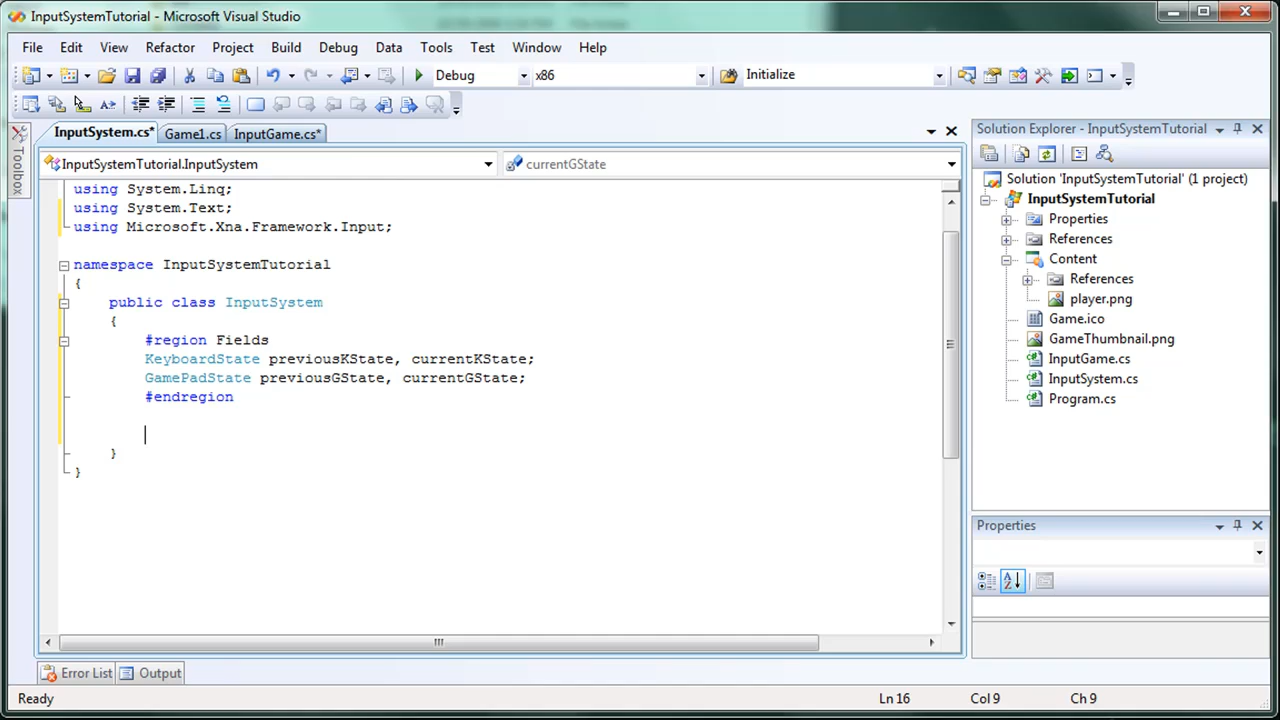 InputSystemTutorial - Microsoft Visual Studio
File Edit View Refactor Project Build Debug Data Tools Test Window Help
Debug x86 Initialize
InputSystem.cs* Game1.cs InputGame.cs*
InputSystemTutorial.InputSystem currentGState
Toolbox
using System.Linq;
using System.Text;
using Microsoft.Xna.Framework.Input;
namespace InputSystemTutorial
{
public class InputSystem
{
#region Fields
KeyboardState previousKState, currentKState;
GamePadState previousGState, currentGState;
#endregion
}
}
Solution Explorer - InputSystemTutorial
Solution 'InputSystemTutorial' (1 project)
InputSystemTutorial
Properties
References
Content
References
player.png
Game.ico
GameThumbnail.png
InputGame.cs
InputSystem.cs
Program.cs
Properties
Error List Output
Ready Ln 16 Col 9 Ch 9